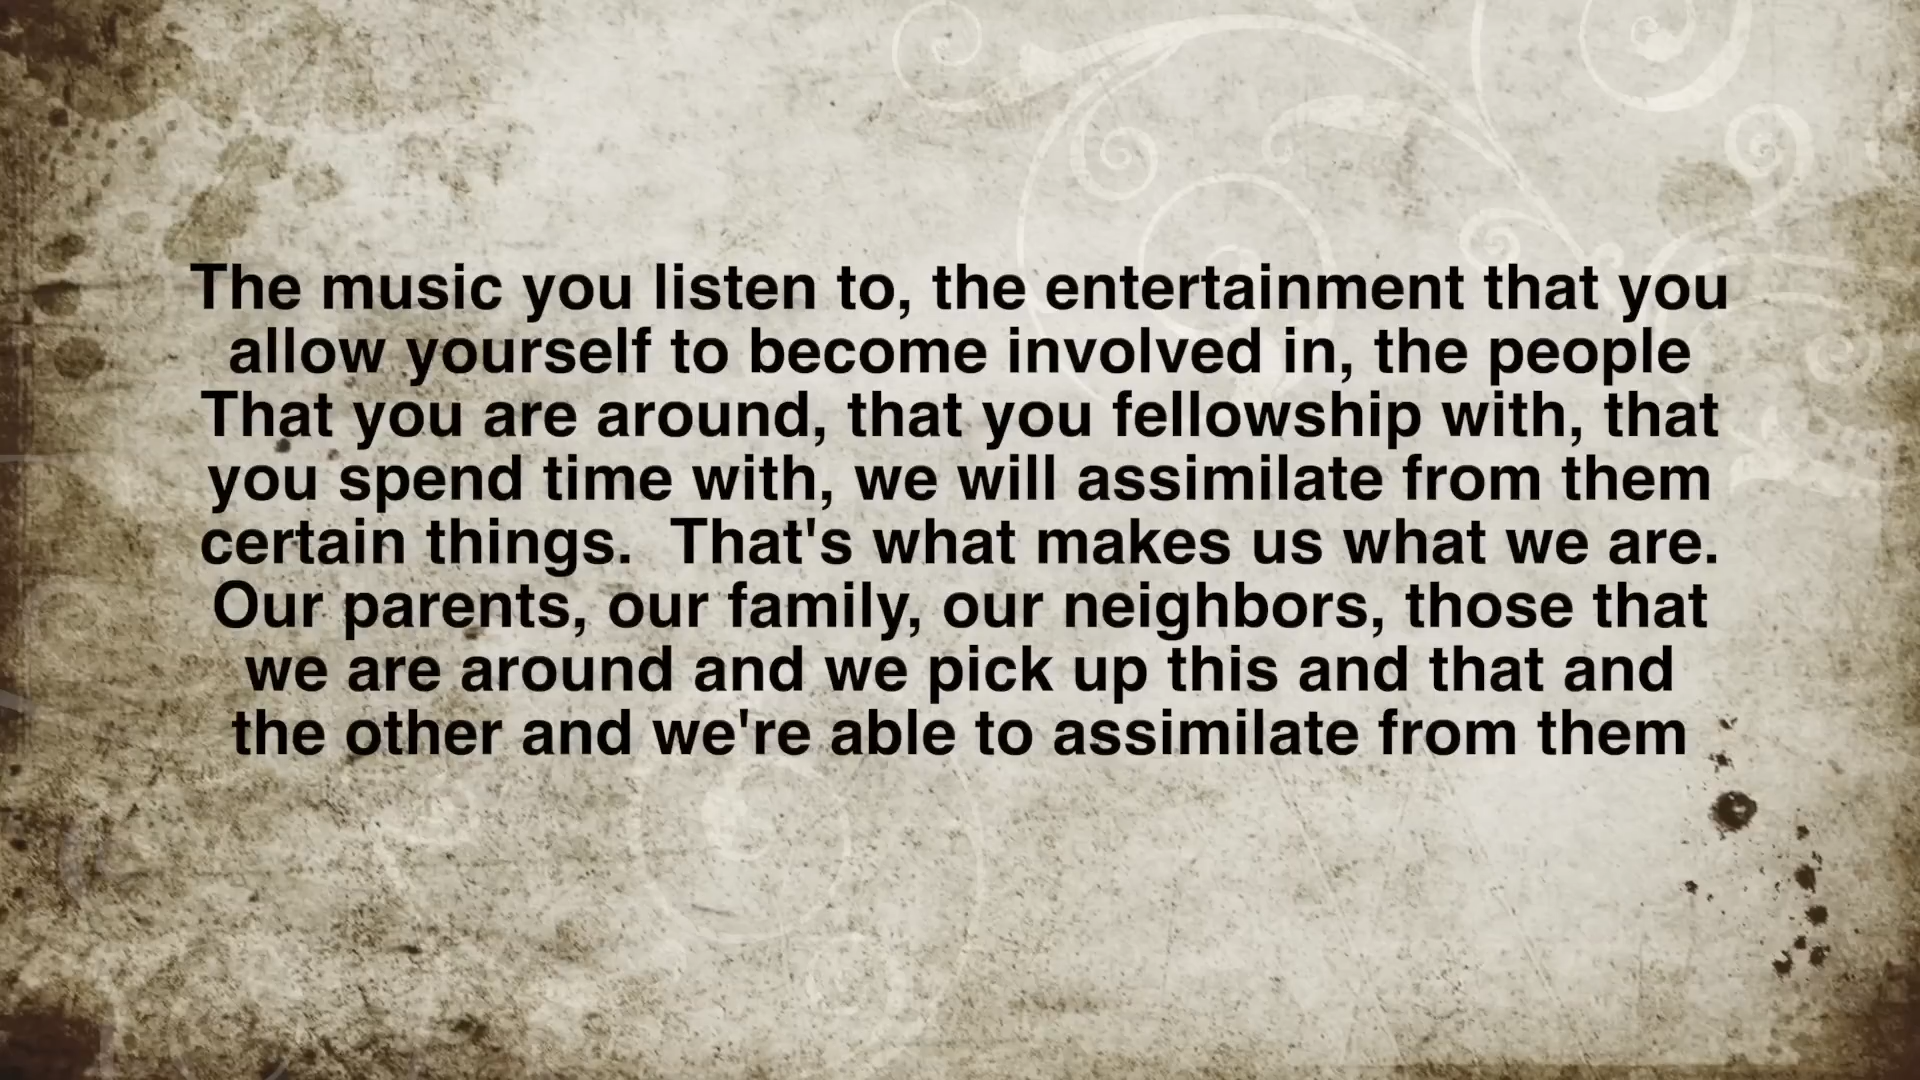 The music you listen to, the entertainment that you
allow yourself to become involved in, the people
That you are around, that you fellowship with, that
you spend time with, we will assimilate from them
certain things.  That's what makes us what we are.
Our parents, our family, our neighbors, those that
we are around and we pick up this and that and
the other and we're able to assimilate from them